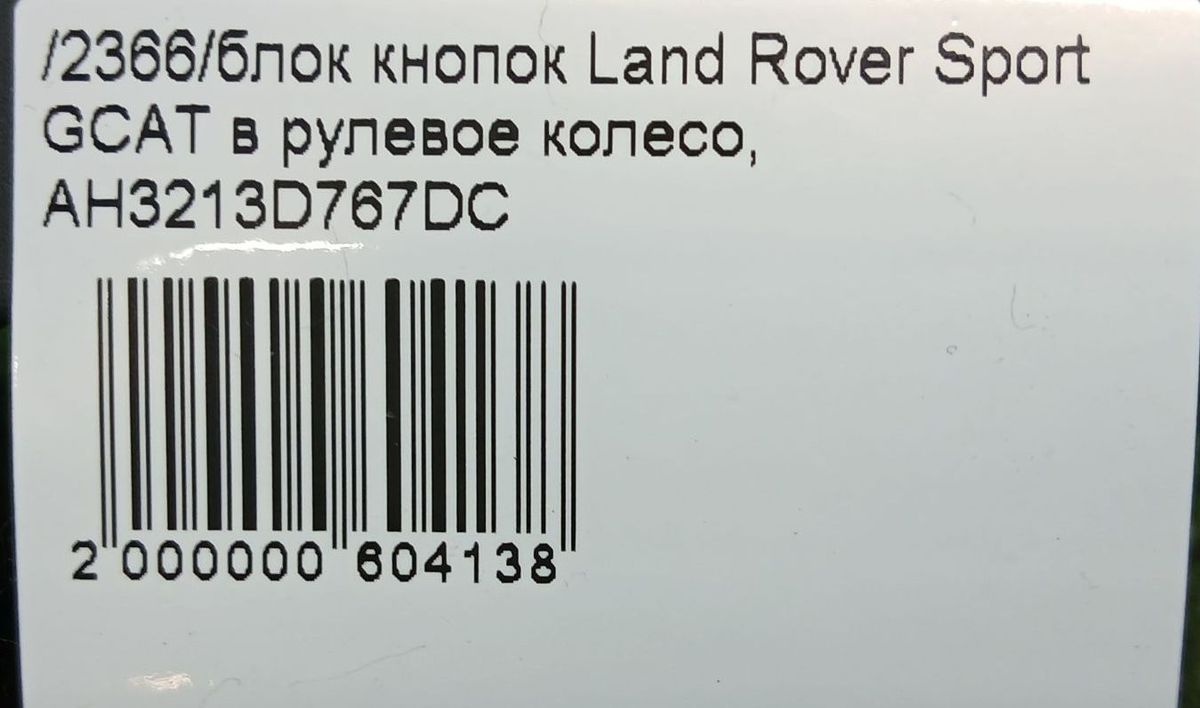 /2366/блок кнопок Land Rover Sport
GCAT в рулевое колесо,
AH3213D767DC
2 000000 604138